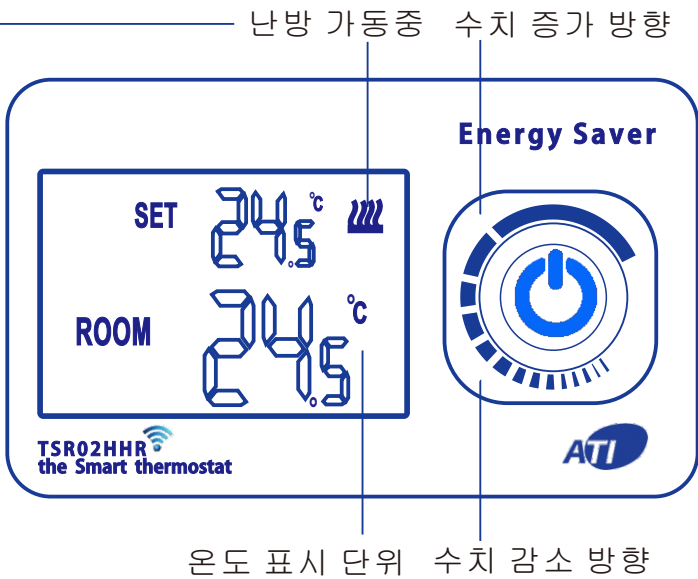 난방 가동중 수치 증가 방향
Energy Saver
SET 24.5 ℃
ROOM 24.5 ℃
TSR02HHR
the Smart thermostat
ATI
온도 표시 단위 수치 감소 방향